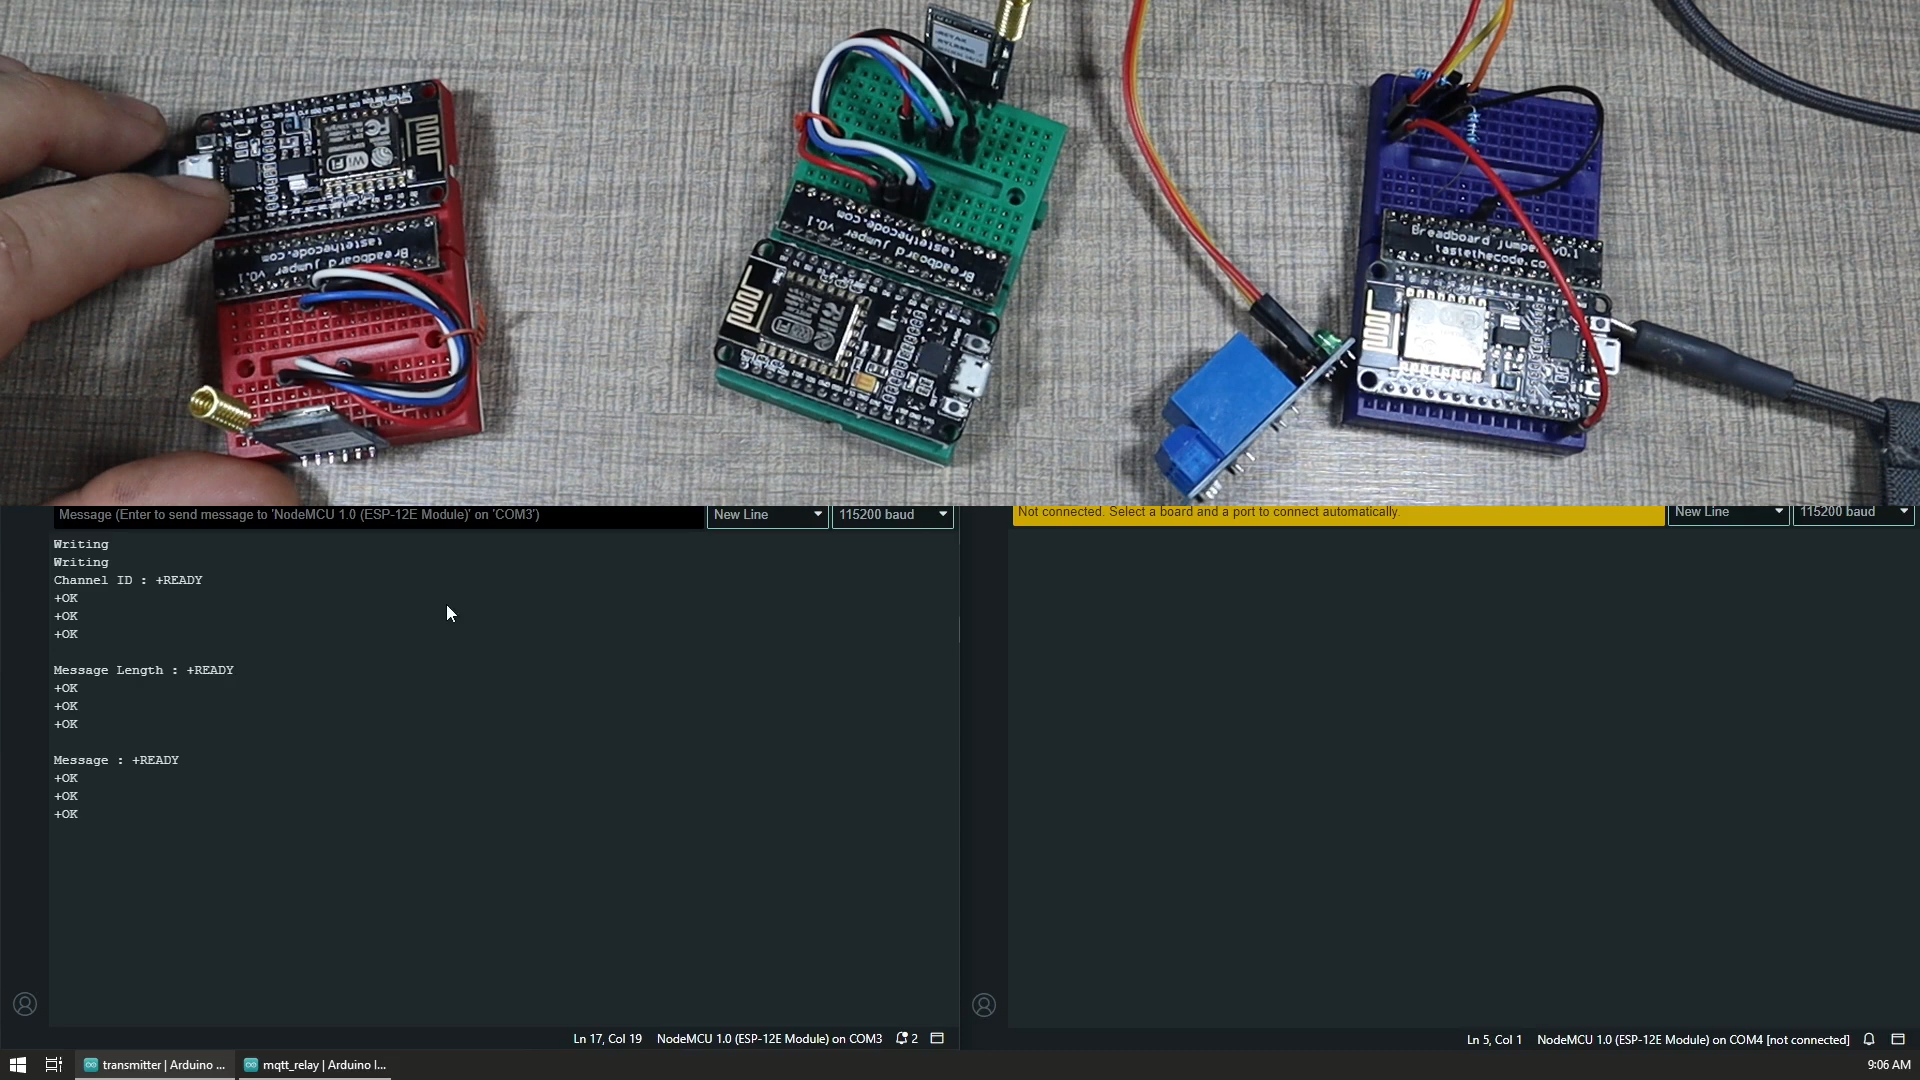 WiFi
REYAX
Breadboard jumper v0.1
tastethecode.com
Breadboard jumper v0.1
tastethecode.com
Breadboard jumper v0.1
tastethecode.co
Message (Enter to send message to 'NodeMCU 1.0 (ESP-12E Module)' on 'COM3')
New Line
115200 baud
Not connected. Select a board and a port to connect automatically.
New Line
115200 baud
Writing
Writing
Channel ID : +READY
+OK
+OK
+OK
Message Length : +READY
+OK
+OK
+OK
Message : +READY
+OK
+OK
+OK
Ln 17, Col 19
NodeMCU 1.0 (ESP-12E Module) on COM3
2
Ln 5, Col 1
NodeMCU 1.0 (ESP-12E Module) on COM4 [not connected]
transmitter | Arduino ...
mqtt_relay | Arduino I...
9:06 AM